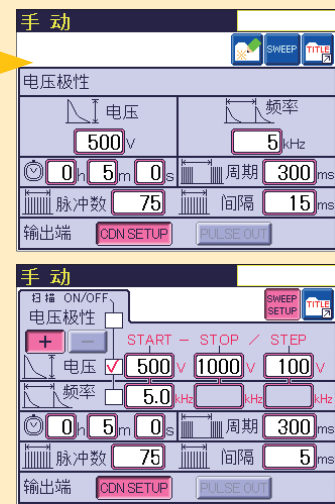 手 动
SWEEP TITLE
电压极性
电压 频率
500 V 5 kHz
0 h 5 m 0 s 周期 300 ms
脉冲数 75 间隔 15 ms
输出端 CDN SETUP PULSE OUT
手 动
扫描 ON/OFF SWEEP SETUP TITLE
电压极性
+ - START - STOP / STEP
电压 500 V 1000 V 100 V
频率 5.0 kHz kHz kHz
0 h 5 m 0 s 周期 300 ms
脉冲数 75 间隔 5 ms
输出端 CDN SETUP PULSE OUT